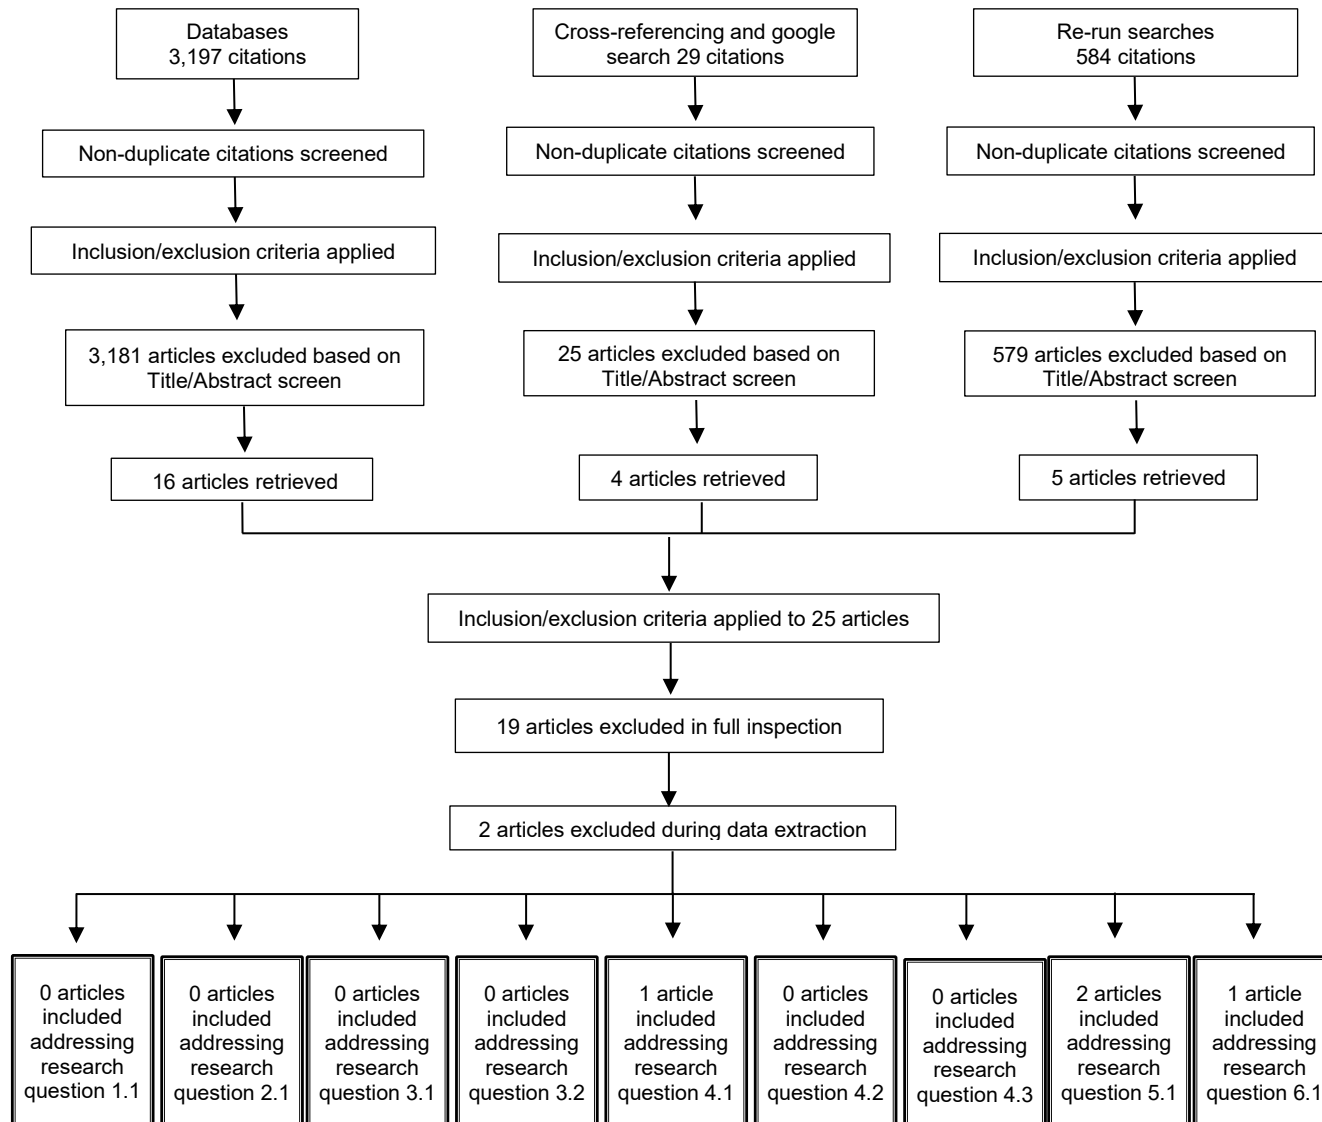 Databases
3,197 citations
Cross-referencing and google
search 29 citations
Re-run searches
584 citations
Non-duplicate citations screened
Non-duplicate citations screened
Non-duplicate citations screened
Inclusion/exclusion criteria applied
Inclusion/exclusion criteria applied
Inclusion/exclusion criteria applied
3,181 articles excluded based on
Title/Abstract screen
25 articles excluded based on
Title/Abstract screen
579 articles excluded based on
Title/Abstract screen
16 articles retrieved
4 articles retrieved
5 articles retrieved
Inclusion/exclusion criteria applied to 25 articles
19 articles excluded in full inspection
2 articles excluded during data extraction
0 articles
included
addressing
research
question 1.1
0 articles
included
addressing
research
question 2.1
0 articles
included
addressing
research
question 3.1
0 articles
included
addressing
research
question 3.2
1 article
included
addressing
research
question 4.1
0 articles
included
addressing
research
question 4.2
0 articles
included
addressing
research
question 4.3
2 articles
included
addressing
research
question 5.1
1 article
included
addressing
research
question 6.1